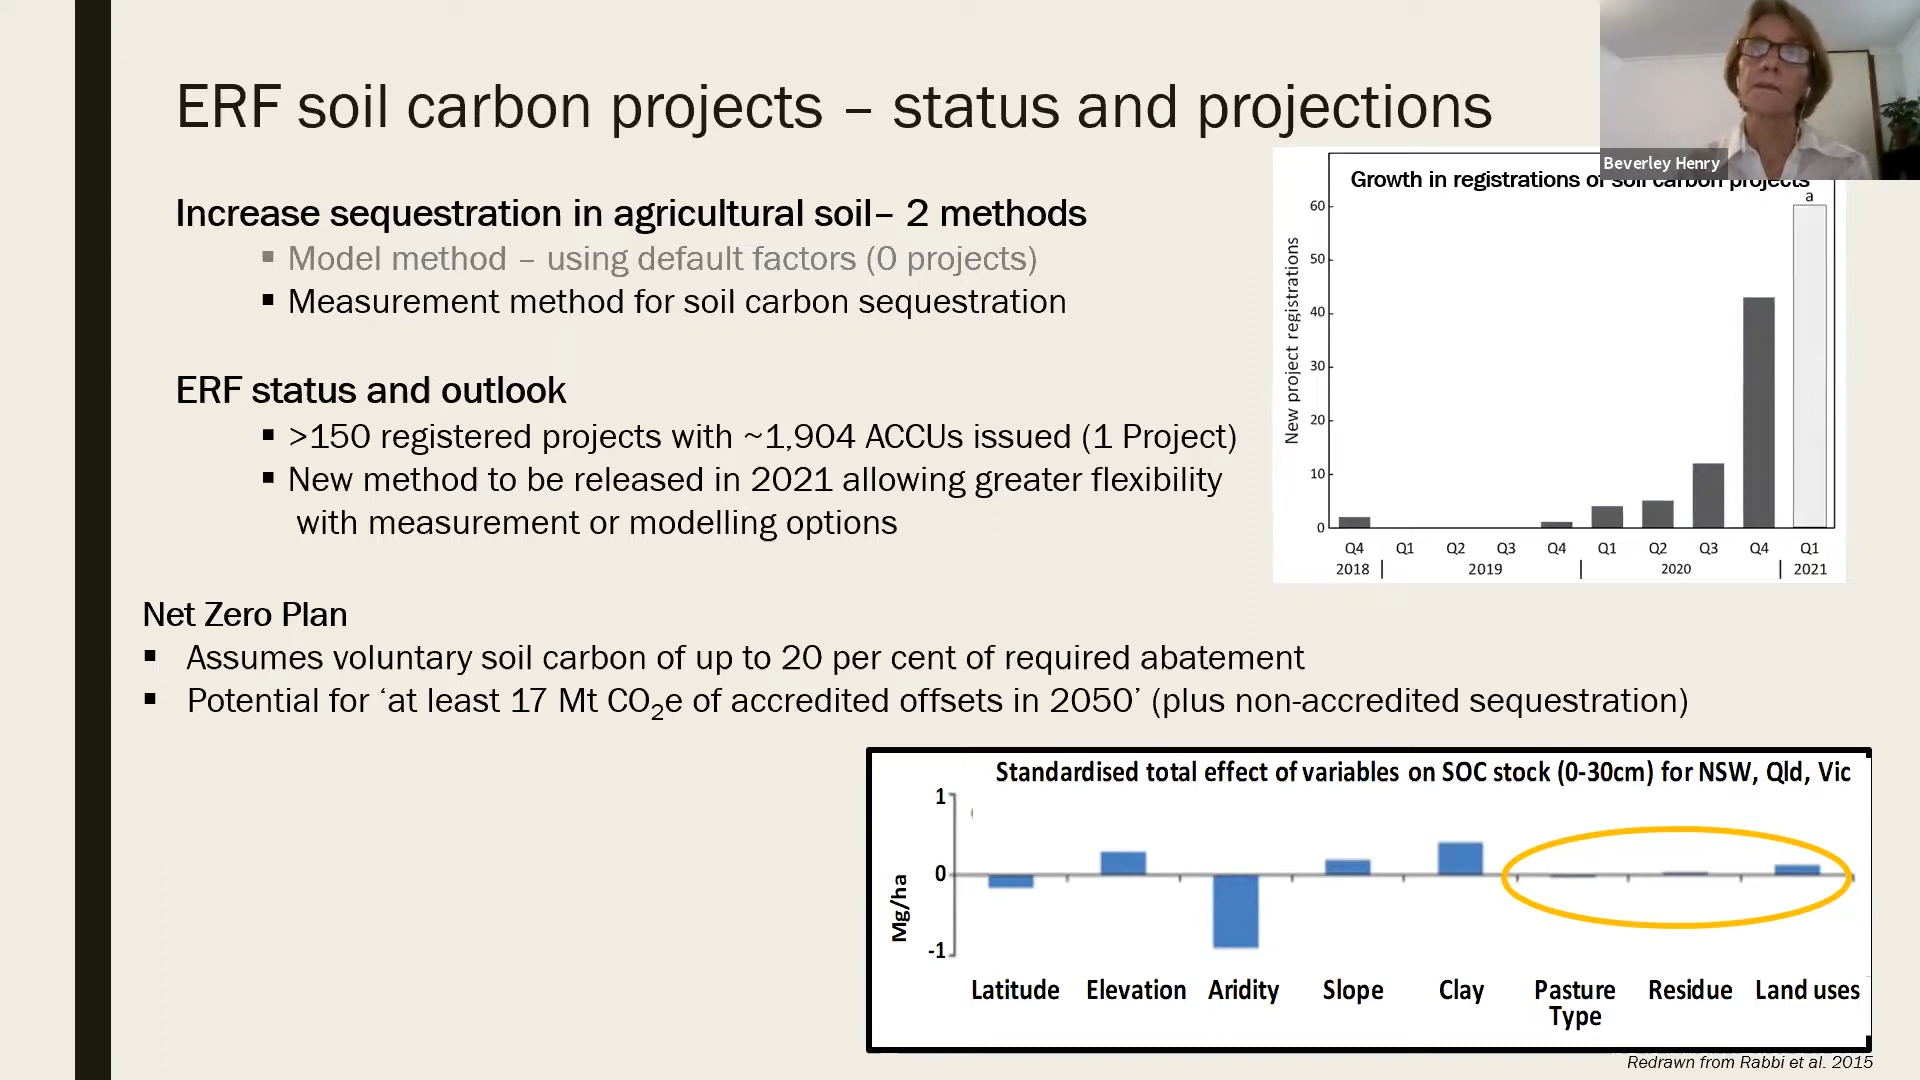 ERF soil carbon projects – status and projections
Beverley Henry
Increase sequestration in agricultural soil– 2 methods
▪ Model method – using default factors (0 projects)
▪ Measurement method for soil carbon sequestration
ERF status and outlook
▪ >150 registered projects with ~1,904 ACCUs issued (1 Project)
▪ New method to be released in 2021 allowing greater flexibility
with measurement or modelling options
Growth in registrations of soil carbon projects
a
New project registrations
60
50
40
30
20
10
0
Q4 Q1 Q2 Q3 Q4 Q1 Q2 Q3 Q4 Q1
2018 | 2019 | 2020 | 2021
Net Zero Plan
▪ Assumes voluntary soil carbon of up to 20 per cent of required abatement
▪ Potential for ‘at least 17 Mt CO₂e of accredited offsets in 2050’ (plus non-accredited sequestration)
Standardised total effect of variables on SOC stock (0-30cm) for NSW, Qld, Vic
1
0
-1
Mg/ha
Latitude Elevation Aridity Slope Clay Pasture Residue Land uses
Type
Redrawn from Rabbi et al. 2015